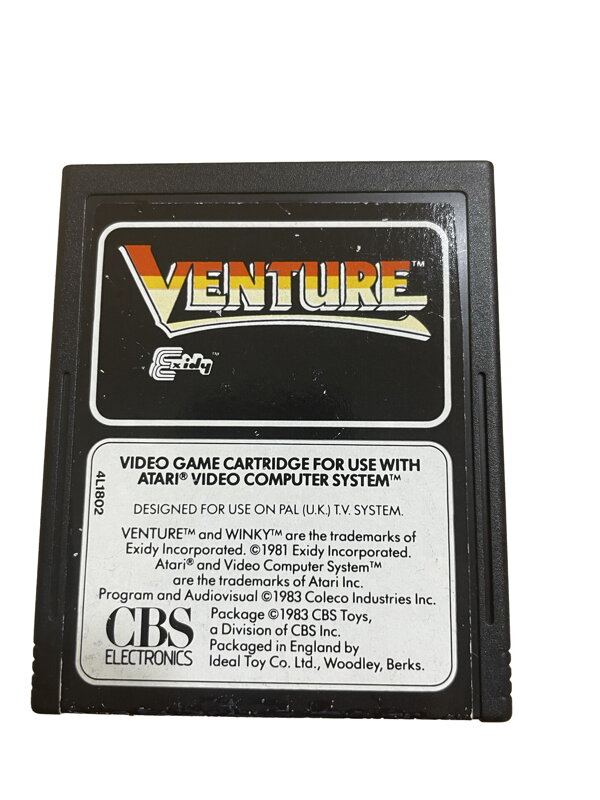 VENTURE™
Exidy™
VIDEO GAME CARTRIDGE FOR USE WITH
ATARI® VIDEO COMPUTER SYSTEM™
DESIGNED FOR USE ON PAL (U.K.) T.V. SYSTEM.
VENTURE™ and WINKY™ are the trademarks of
Exidy Incorporated. ©1981 Exidy Incorporated.
Atari® and Video Computer System™
are the trademarks of Atari Inc.
Program and Audiovisual ©1983 Coleco Industries Inc.
CBS
ELECTRONICS
Package ©1983 CBS Toys,
a Division of CBS Inc.
Packaged in England by
Ideal Toy Co. Ltd., Woodley, Berks.
4L1802